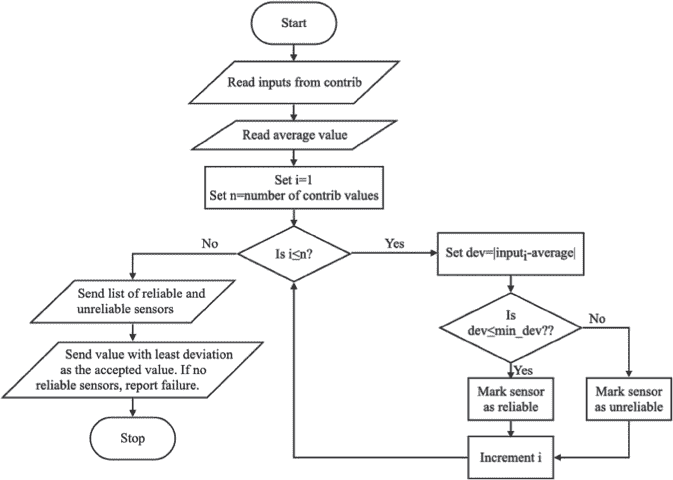 Start
Read inputs from contrib
Read average value
Set i=1
Set n=number of contrib values
Is i≤n?
No
Yes
Send list of reliable and
unreliable sensors
Send value with least deviation
as the accepted value. If no
reliable sensors, report failure.
Stop
Set dev=|inputᵢ-average|
Is
dev≤min_dev??
No
Yes
Mark sensor
as reliable
Mark sensor
as unreliable
Increment i